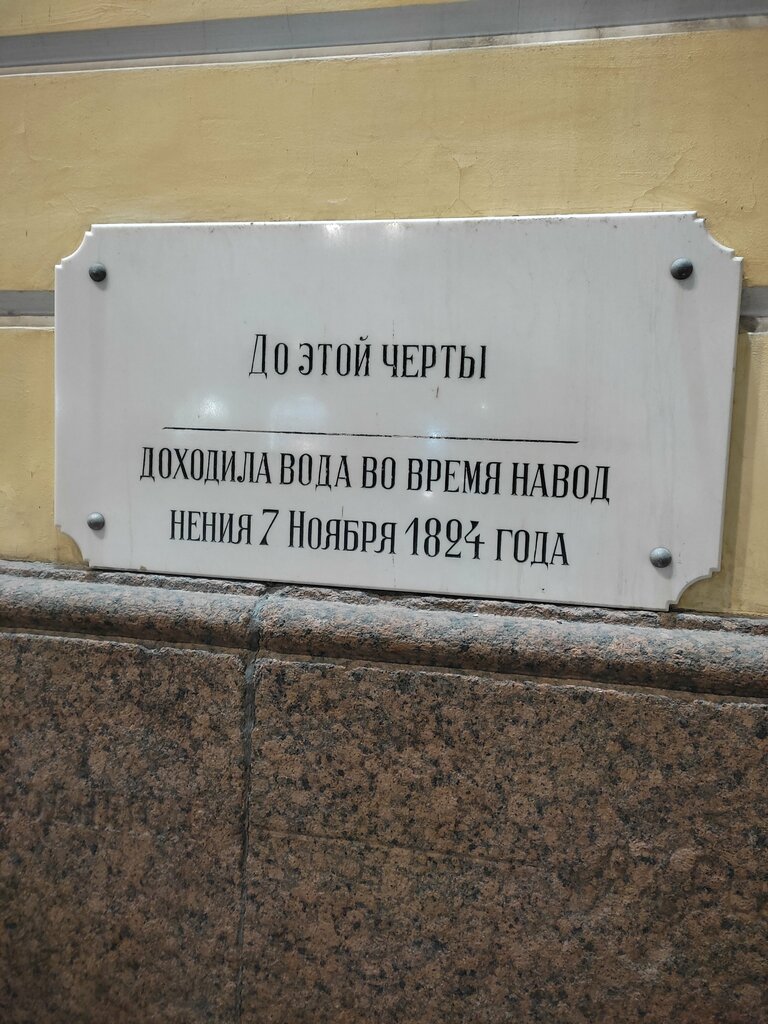 До этой черты
доходила вода во время навод
нения 7 Ноября 1824 года